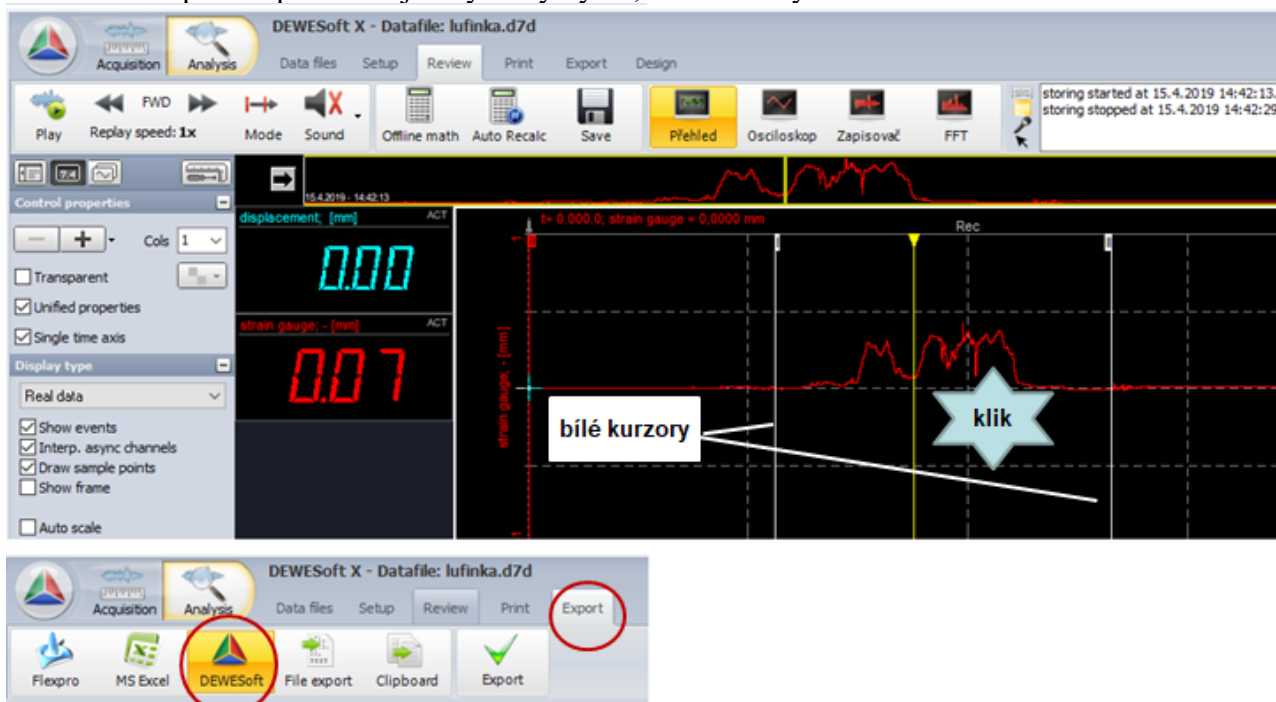 DEWESoft X - Datafile: lufinka.d7d
Acquisition Analysis Data files Setup Review Print Export Design
Play FWD Replay speed: 1x Mode Sound Offline math Auto Recalc Save Přehled Osciloskop Zapisovač FFT
storing started at 15.4.2019 14:42:13.
storing stopped at 15.4.2019 14:42:29
Control properties
Cols 1
Transparent
Unified properties
Single time axis
Display type
Real data
Show events
Interp. async channels
Draw sample points
Show frame
Auto scale
15.4.2019 - 14:42:13
displacement; [mm] ACT
0.00
strain gauge; - [mm] ACT
0.07
t= 0.000.0; strain gauge = 0,0000 mm
Rec
strain gauge; - [mm]
bílé kurzory
klik
DEWESoft X - Datafile: lufinka.d7d
Acquisition Analysis Data files Setup Review Print Export
Flexpro MS Excel DEWESoft File export Clipboard Export